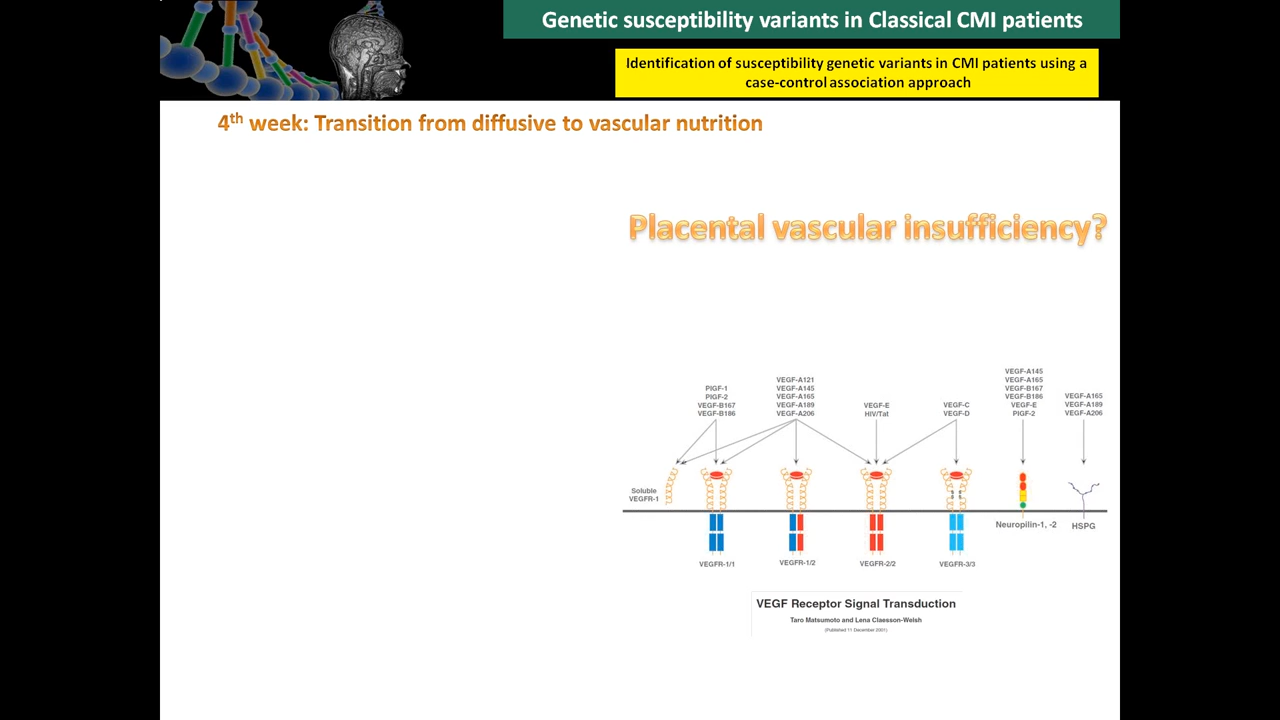 Genetic susceptibility variants in Classical CMI patients
Identification of susceptibility genetic variants in CMI patients using a
case-control association approach
4th week: Transition from diffusive to vascular nutrition
Placental vascular insufficiency?
PlGF-1
PlGF-2
VEGF-B167
VEGF-B186
VEGF-A121
VEGF-A145
VEGF-A165
VEGF-A189
VEGF-A206
VEGF-E
HIV/Tat
VEGF-C
VEGF-D
VEGF-A145
VEGF-A165
VEGF-B167
VEGF-B186
VEGF-E
PlGF-2
VEGF-A165
VEGF-A189
VEGF-A206
Soluble
VEGFR-1
S S
S S
VEGFR-1/1
VEGFR-1/2
VEGFR-2/2
VEGFR-3/3
Neuropilin-1, -2
HSPG
VEGF Receptor Signal Transduction
Taro Matsumoto and Lena Claesson-Welsh
(Published 11 December 2001)